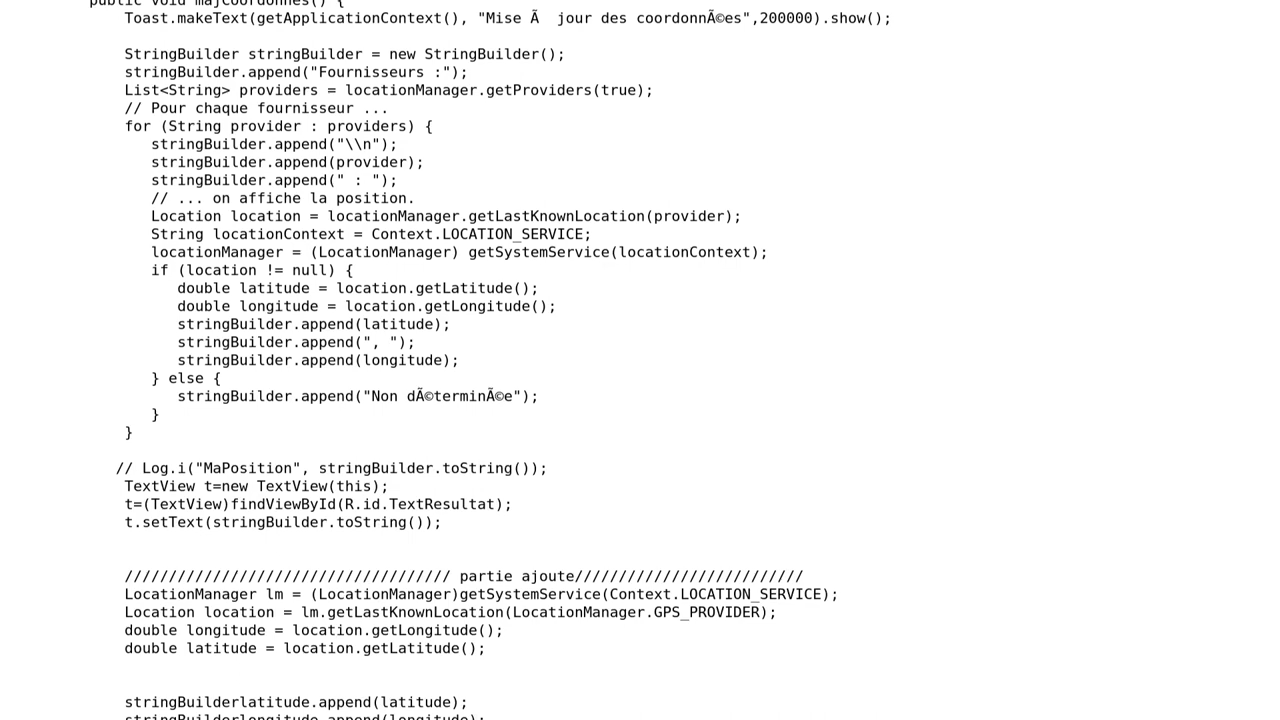 public void majCoordonnes() {
Toast.makeText(getApplicationContext(), "Mise Ã  jour des coordonnÃ©es",200000).show();
StringBuilder stringBuilder = new StringBuilder();
stringBuilder.append("Fournisseurs :");
List<String> providers = locationManager.getProviders(true);
// Pour chaque fournisseur ...
for (String provider : providers) {
stringBuilder.append("\\n");
stringBuilder.append(provider);
stringBuilder.append(" : ");
// ... on affiche la position.
Location location = locationManager.getLastKnownLocation(provider);
String locationContext = Context.LOCATION_SERVICE;
locationManager = (LocationManager) getSystemService(locationContext);
if (location != null) {
double latitude = location.getLatitude();
double longitude = location.getLongitude();
stringBuilder.append(latitude);
stringBuilder.append(", ");
stringBuilder.append(longitude);
} else {
stringBuilder.append("Non dÃ©terminÃ©e");
}
}
// Log.i("MaPosition", stringBuilder.toString());
TextView t=new TextView(this);
t=(TextView)findViewById(R.id.TextResultat);
t.setText(stringBuilder.toString());
///////////////////////////////////// partie ajoute//////////////////////////
LocationManager lm = (LocationManager)getSystemService(Context.LOCATION_SERVICE);
Location location = lm.getLastKnownLocation(LocationManager.GPS_PROVIDER);
double longitude = location.getLongitude();
double latitude = location.getLatitude();
stringBuilderlatitude.append(latitude);
stringBuilderlongitude.append(longitude);